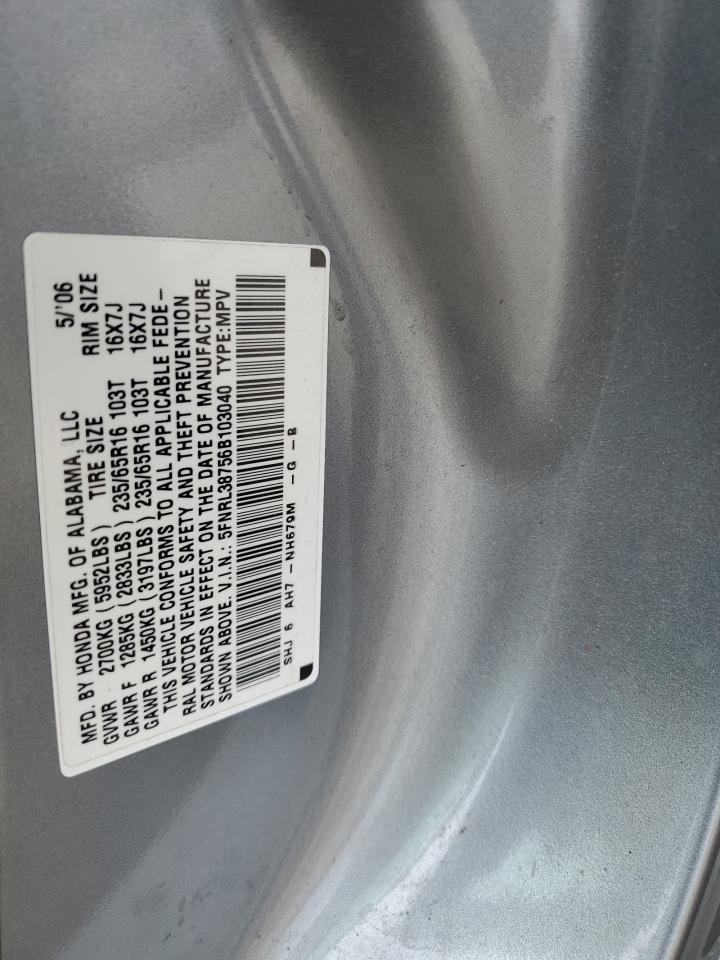 MFD. BY HONDA MFG. OF ALABAMA, LLC 5/'06
GVWR 2700KG (5952LBS) TIRE SIZE RIM SIZE
GAWR F 1285KG (2833LBS) 235/65R16 103T 16X7J
GAWR R 1450KG (3197LBS) 235/65R16 103T 16X7J
THIS VEHICLE CONFORMS TO ALL APPLICABLE FEDE-
RAL MOTOR VEHICLE SAFETY AND THEFT PREVENTION
STANDARDS IN EFFECT ON THE DATE OF MANUFACTURE
SHOWN ABOVE. V.I.N.: 5FNRL38756B103040 TYPE:MPV
SHJ 6 AH7 -NH679M -G -B